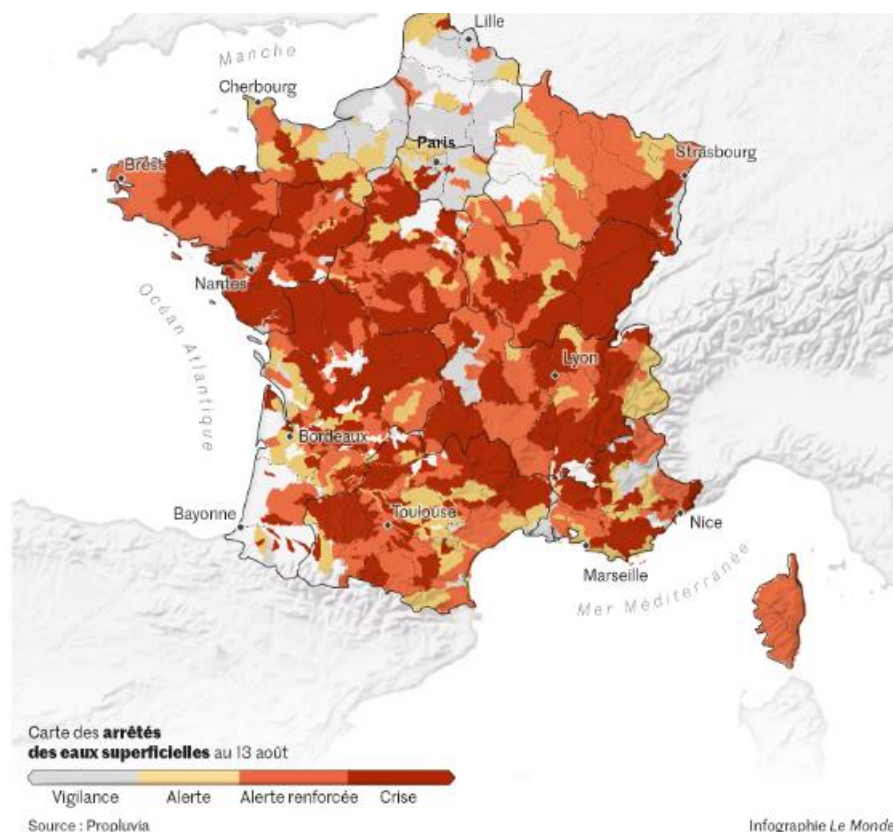 Lille
Manche
Cherbourg
Paris
Strasbourg
Brest
Nantes
Océan Atlantique
Lyon
Bordeaux
Bayonne
Toulouse
Nice
Marseille
Mer Méditerranée
Carte des arrêtés
des eaux superficielles au 13 août
Vigilance Alerte Alerte renforcée Crise
Source : Propluvia Infographie Le Monde